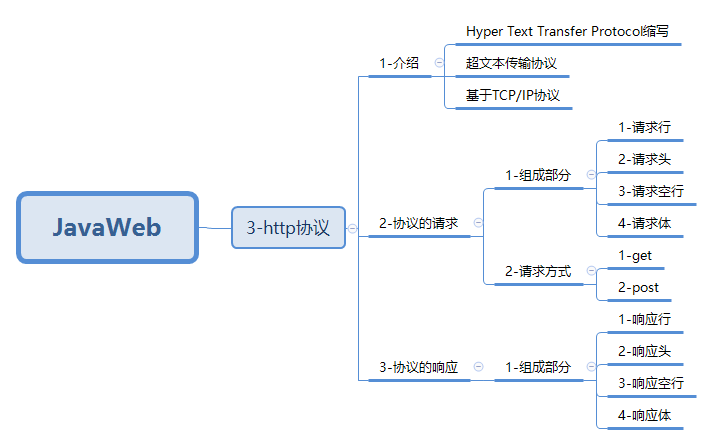 JavaWeb
3-http协议
1-介绍
Hyper Text Transfer Protocol缩写
超文本传输协议
基于TCP/IP协议
2-协议的请求
1-组成部分
1-请求行
2-请求头
3-请求空行
4-请求体
2-请求方式
1-get
2-post
3-协议的响应
1-组成部分
1-响应行
2-响应头
3-响应空行
4-响应体